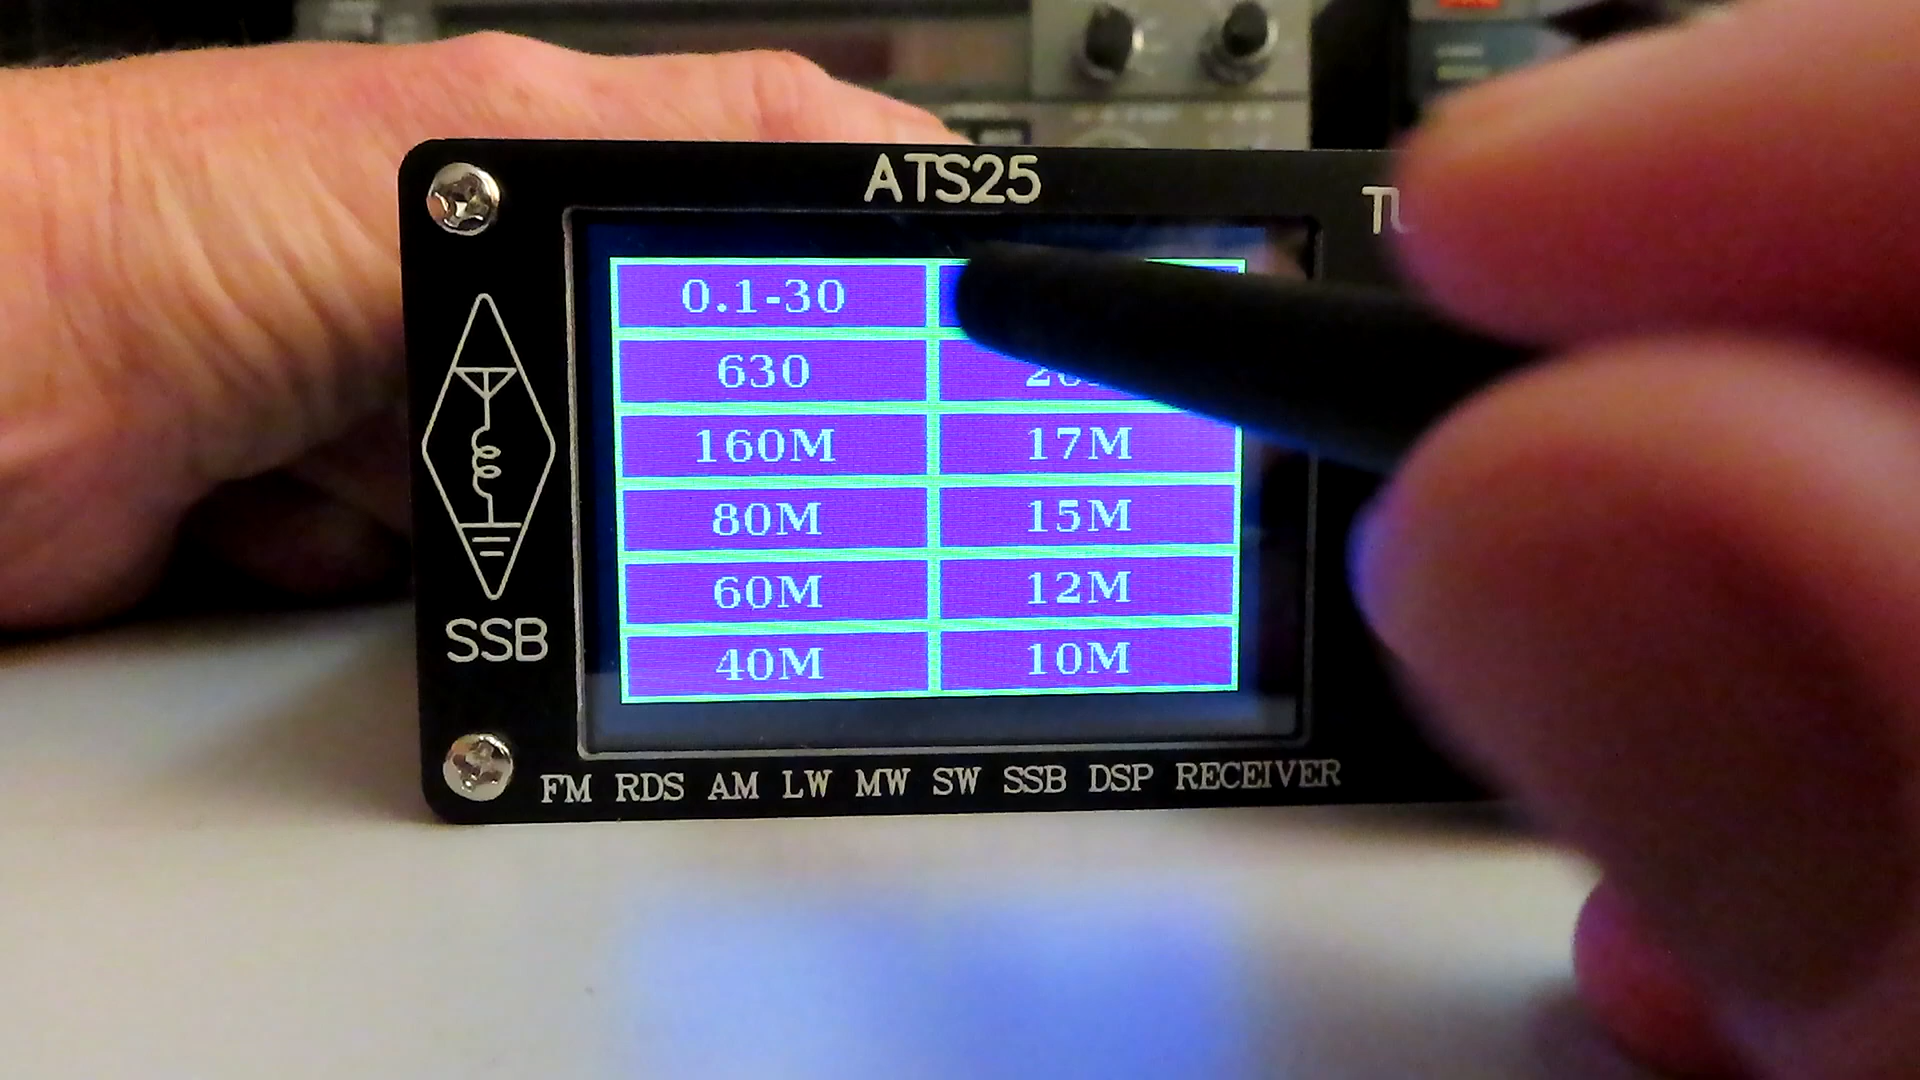 ATS25
TU
0.1-30
630
160M
17M
80M
15M
60M
12M
40M
10M
SSB
FM RDS AM LW MW SW SSB DSP RECEIVER